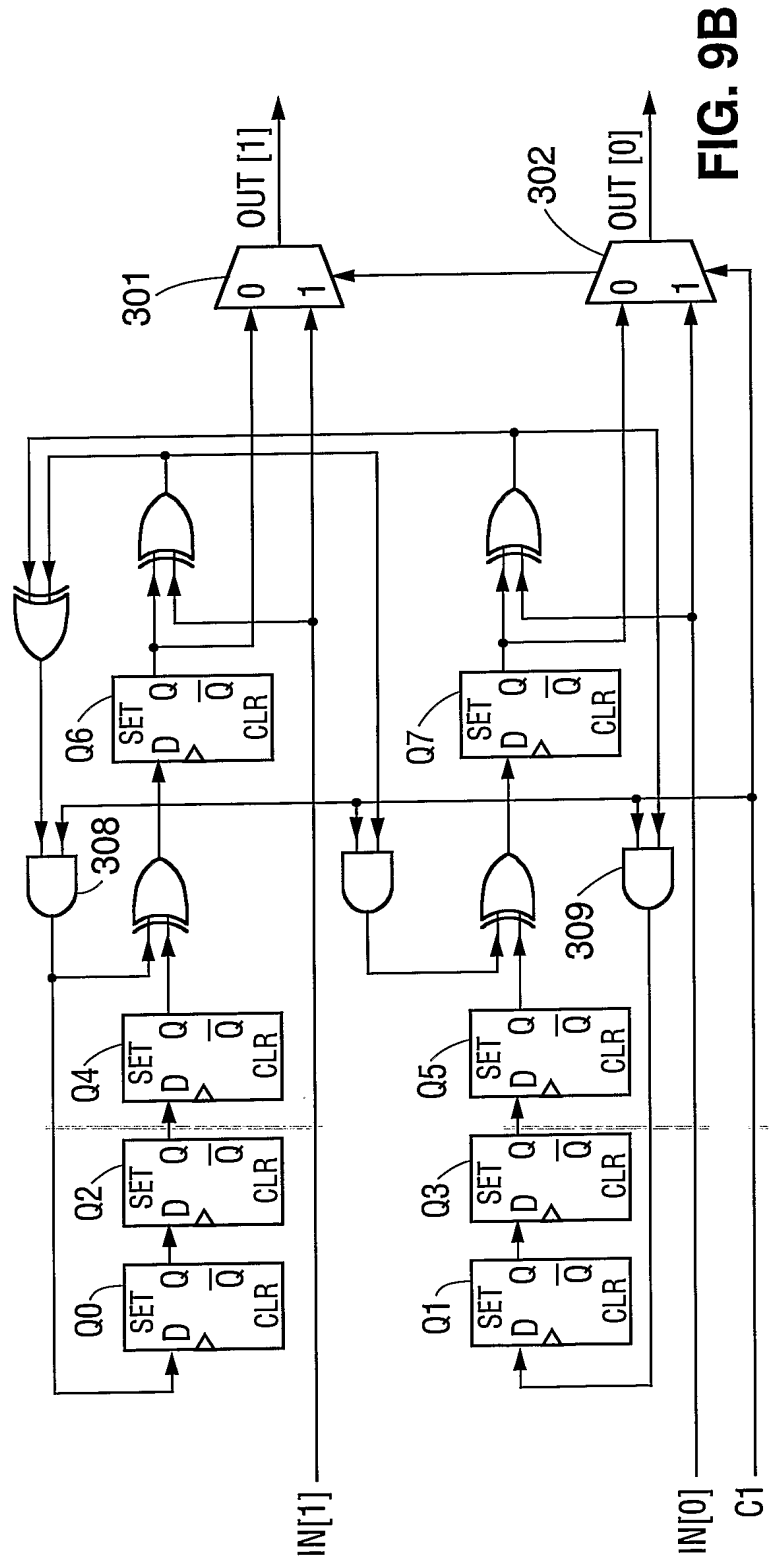 Q0
SET
D
Q
Q̅
CLR
Q2
SET
D
Q
Q̅
CLR
Q4
SET
D
Q
Q̅
CLR
308
Q6
SET
D
Q
Q̅
CLR
301
0
1
OUT [1]
IN[1]
Q1
SET
D
Q
Q̅
CLR
Q3
SET
D
Q
Q̅
CLR
Q5
SET
D
Q
Q̅
CLR
309
Q7
SET
D
Q
Q̅
CLR
302
0
1
OUT [0]
IN[0]
C1
FIG. 9B